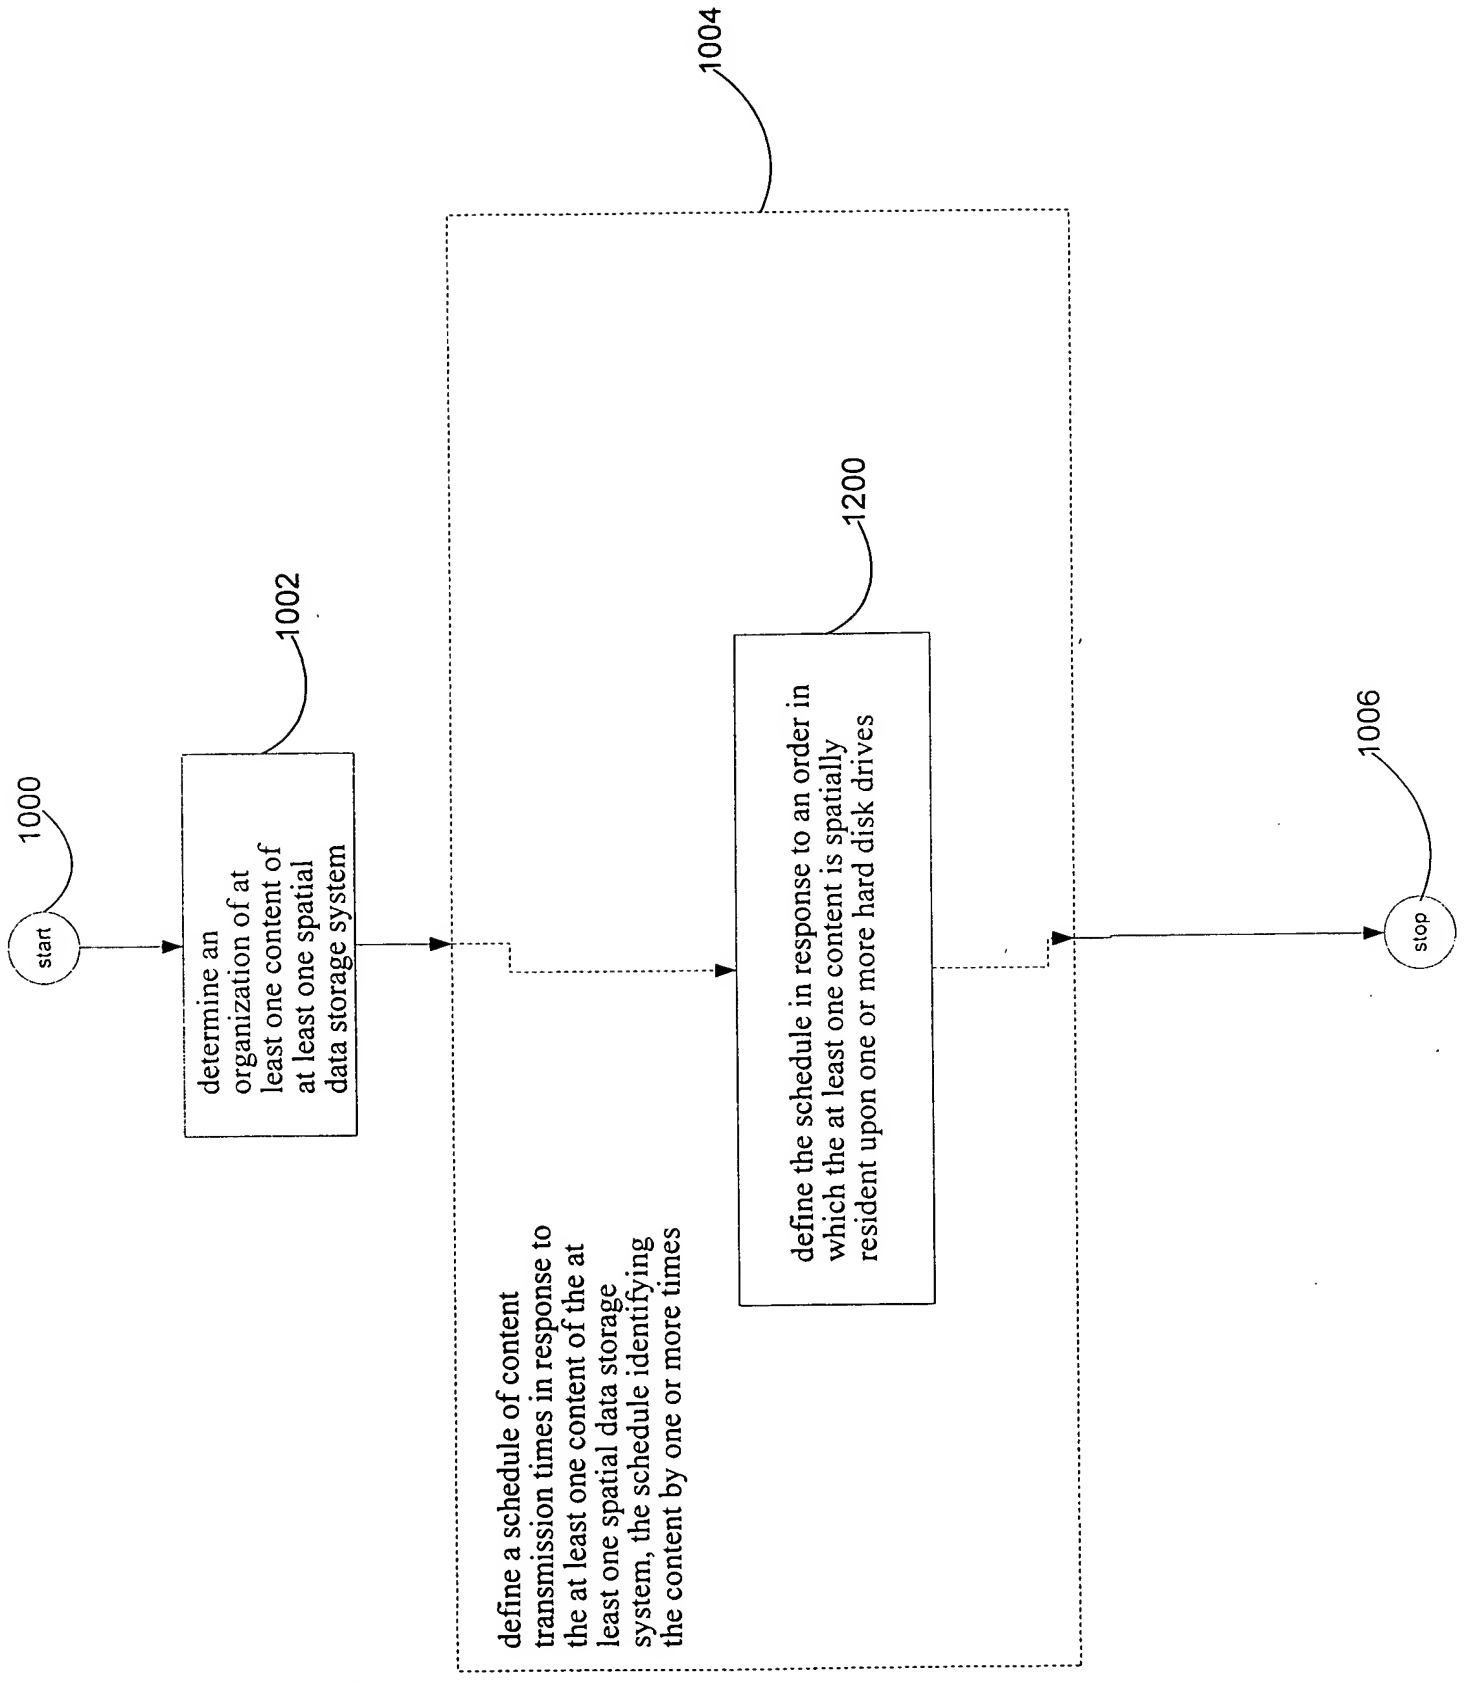 1000
start
1002
determine an
organization of at
least one content of
at least one spatial
data storage system
1004
define a schedule of content
transmission times in response to
the at least one content of the at
least one spatial data storage
system, the schedule identifying
the content by one or more times
1200
define the schedule in response to an order in
which the at least one content is spatially
resident upon one or more hard disk drives
1006
stop